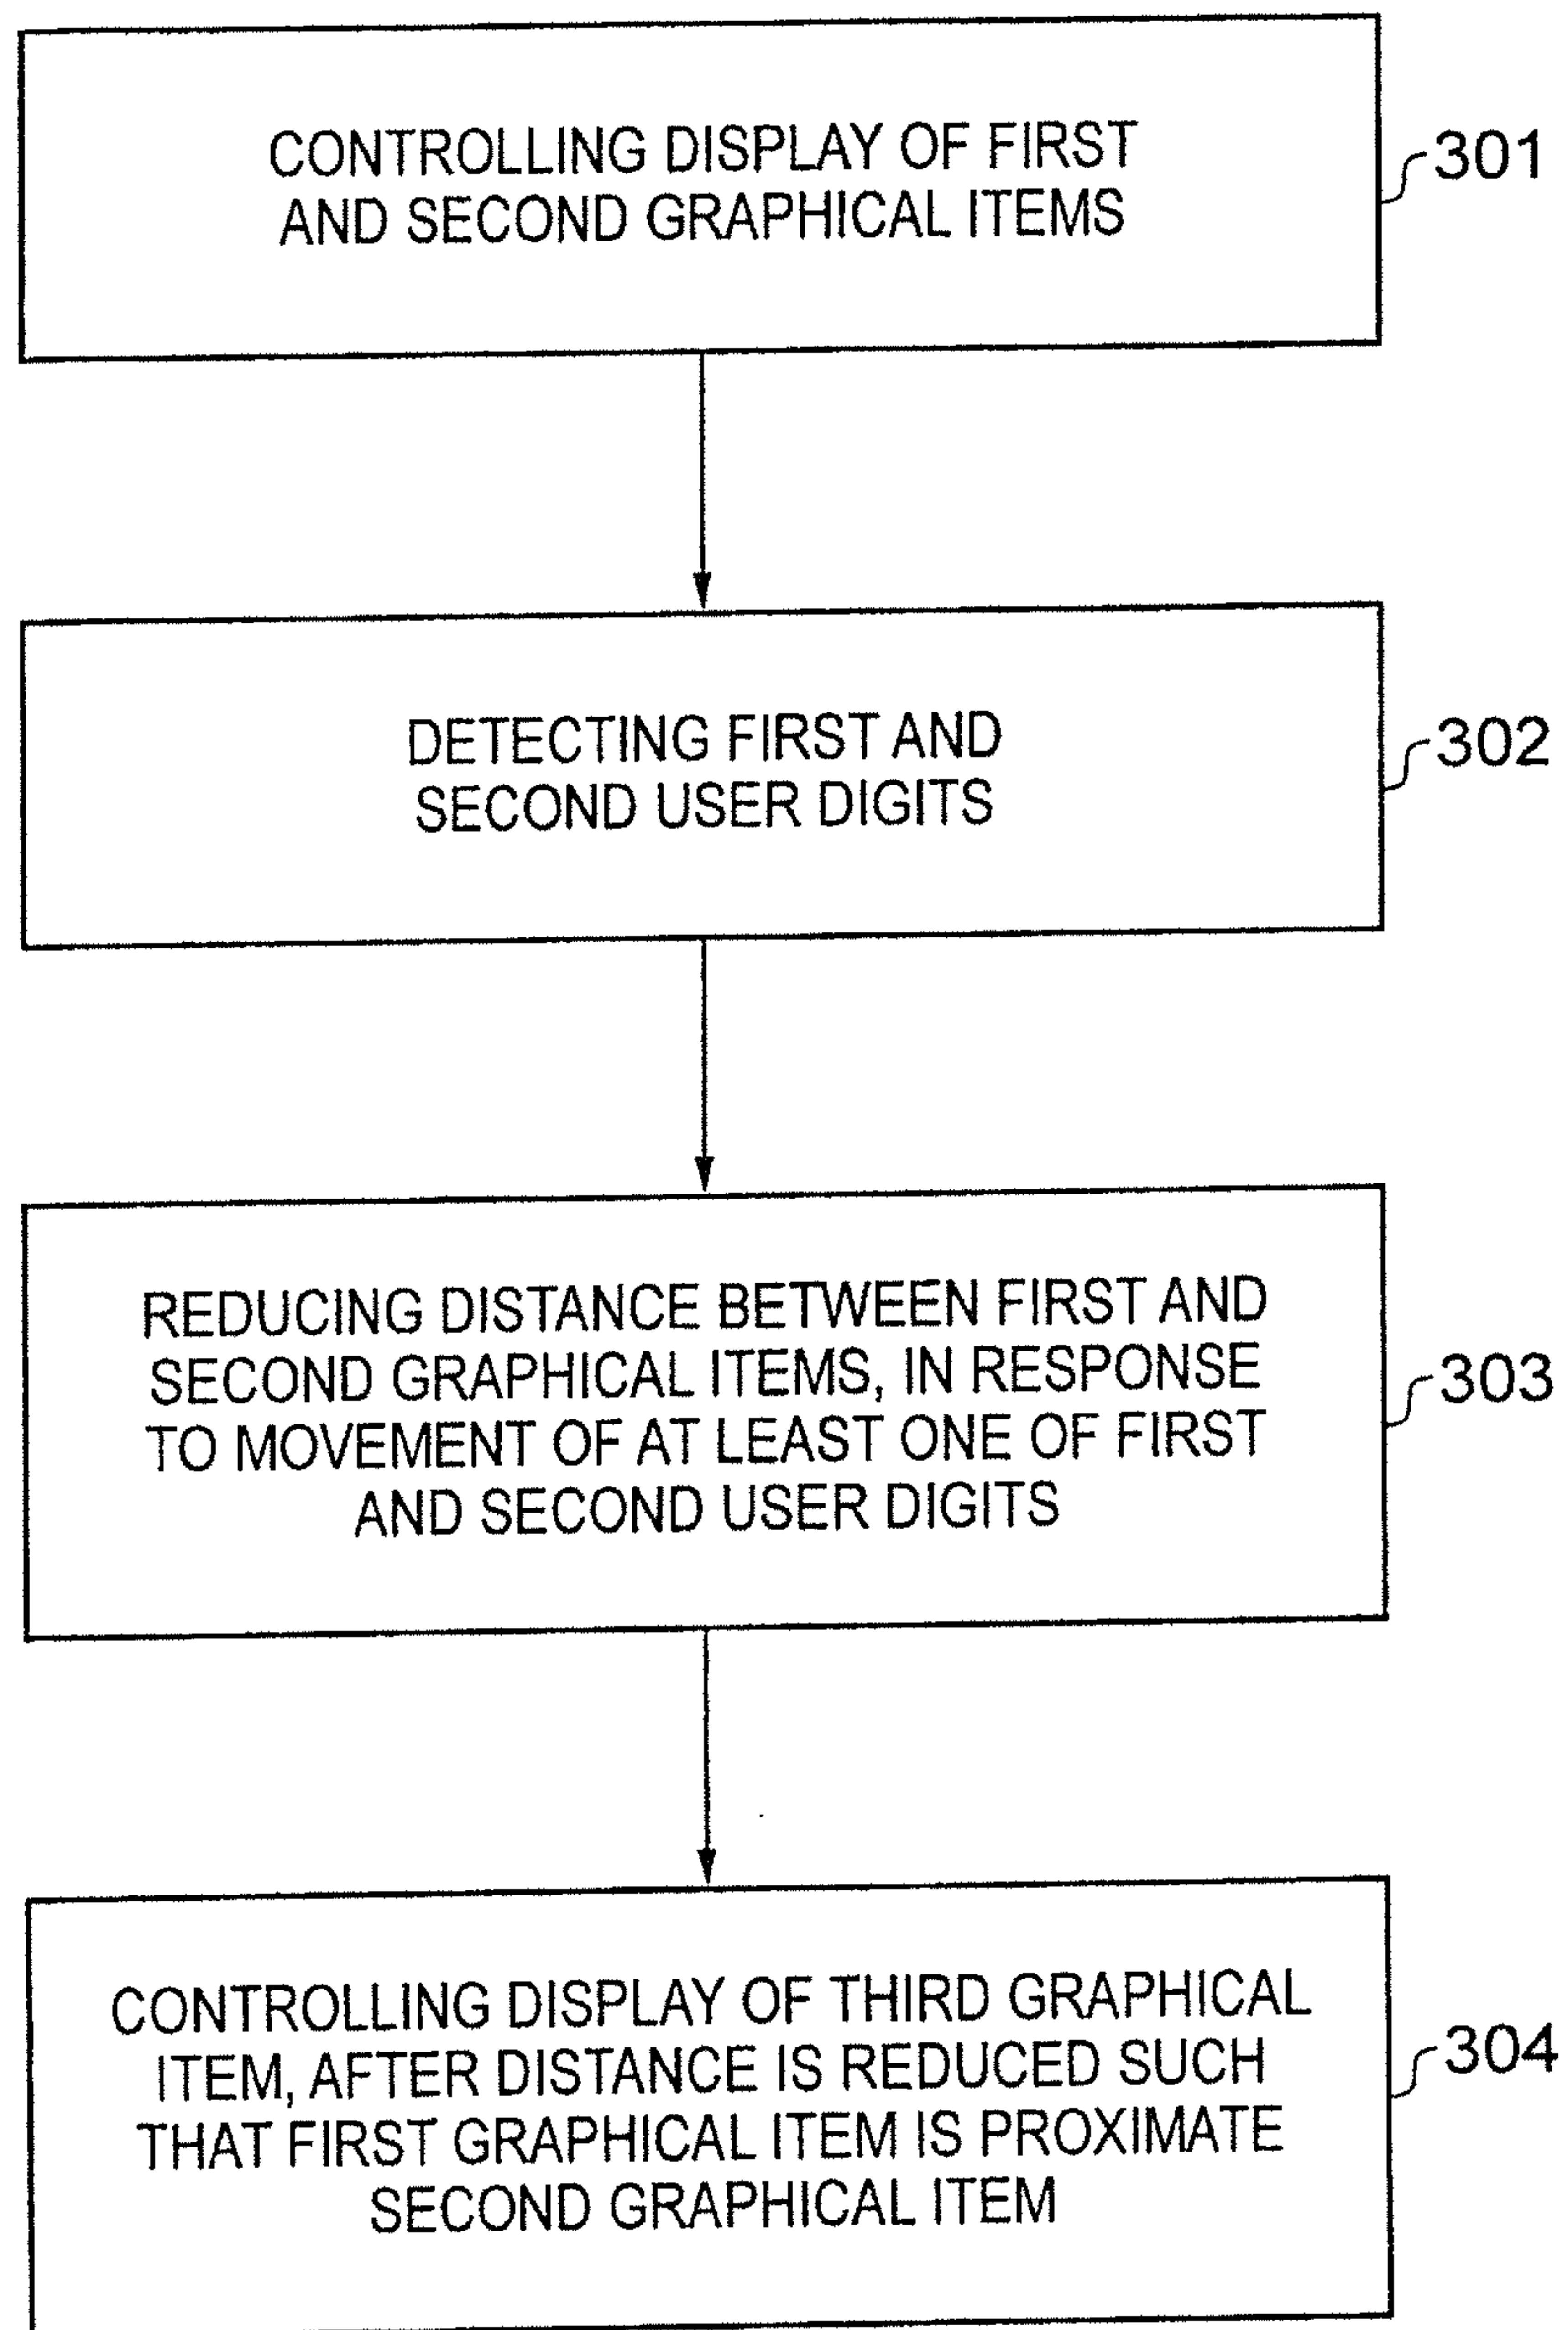 CONTROLLING DISPLAY OF FIRST
AND SECOND GRAPHICAL ITEMS
301
DETECTING FIRST AND
SECOND USER DIGITS
302
REDUCING DISTANCE BETWEEN FIRST AND
SECOND GRAPHICAL ITEMS, IN RESPONSE
TO MOVEMENT OF AT LEAST ONE OF FIRST
AND SECOND USER DIGITS
303
CONTROLLING DISPLAY OF THIRD GRAPHICAL
ITEM, AFTER DISTANCE IS REDUCED SUCH
THAT FIRST GRAPHICAL ITEM IS PROXIMATE
SECOND GRAPHICAL ITEM
304